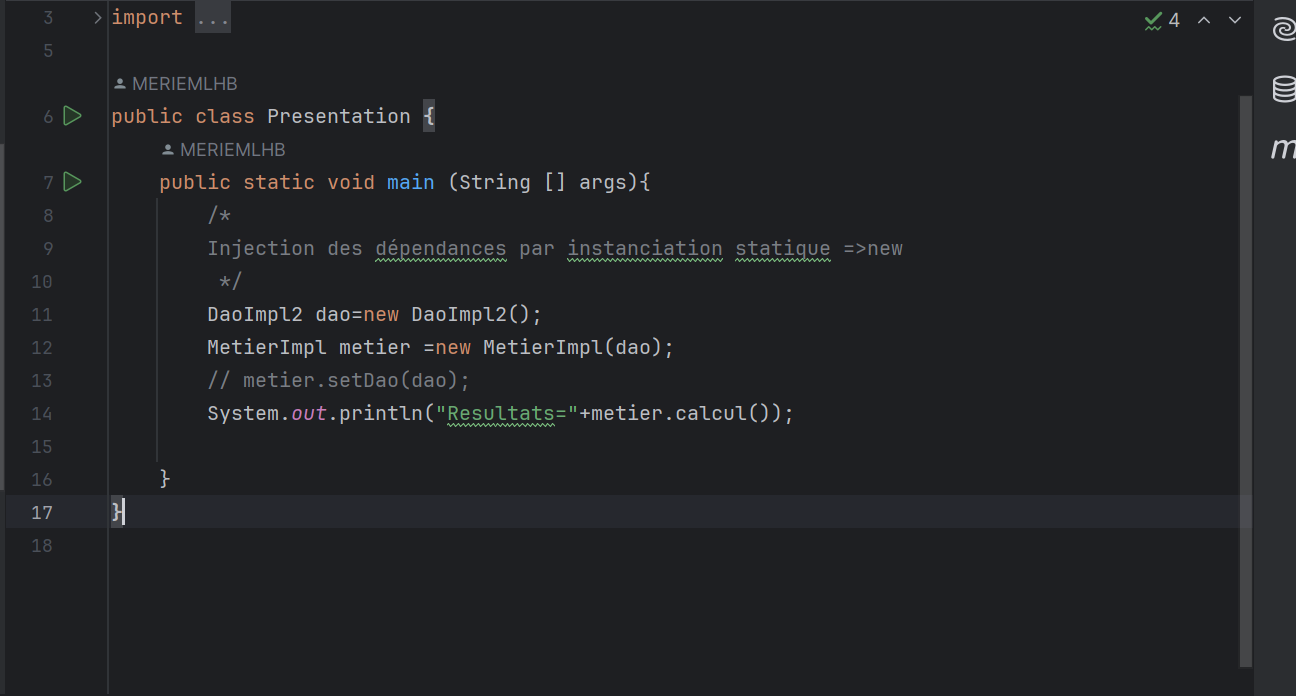 3 import ...
4
5
MERIEMLHB
6 public class Presentation {
MERIEMLHB
7 public static void main (String [] args){
8 /*
9 Injection des dépendances par instanciation statique =>new
10 */
11 DaoImpl2 dao=new DaoImpl2();
12 MetierImpl metier =new MetierImpl(dao);
13 // metier.setDao(dao);
14 System.out.println("Resultats="+metier.calcul());
15
16 }
17 }
18
m